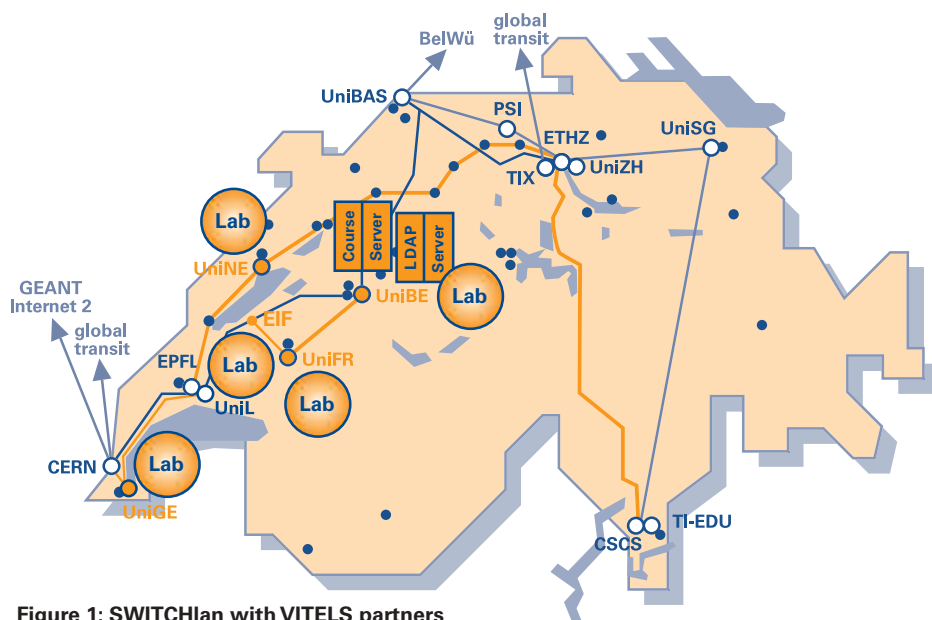 global
transit
BelWü
UniBAS
PSI
ETHZ
UniSG
TIX
UniZH
Lab
Course
Server
LDAP
Server
UniNE
GEANT
Internet 2
UniBE
Lab
global
transit
EIF
EPFL
Lab
UniFR
UniL
Lab
CERN
Lab
UniGE
CSCS
TI-EDU
Figure 1: SWITCHlan with VITELS partners